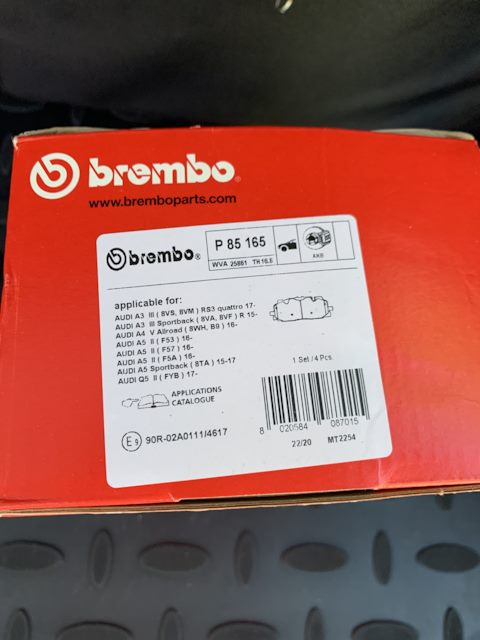 brembo
www.bremboparts.com
brembo®
P 85 165
WVA 25861 TH 16.6
AKB
applicable for:
AUDI A3 III ( 8VS, 8VM ) RS3 quattro 17-
AUDI A3 III Sportback ( 8VA, 8VF ) R 15-
AUDI A4 V Allroad ( 8WH, B9 ) 16-
AUDI A5 II ( F53 ) 16-
AUDI A5 II ( F57 ) 16-
AUDI A5 II ( F5A ) 16-
AUDI A5 Sportback ( 8TA ) 15-17
AUDI Q5 II ( FYB ) 17-
1 Set / 4 Pcs.
APPLICATIONS
CATALOGUE
E9 90R-02A0111/4617
8 020584 087015
22/20 MT2254